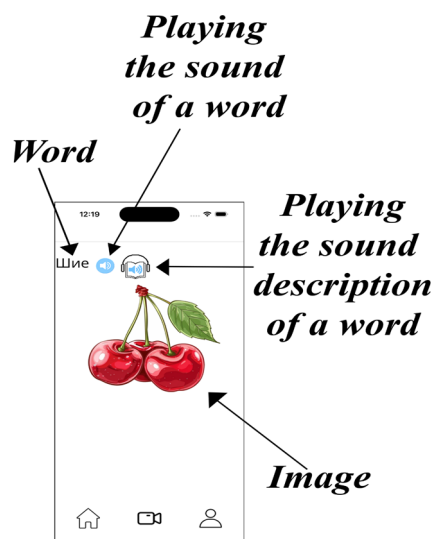 Playing
the sound
of a word
Word
Playing
the sound
description
of a word
12:19
Шие
Image